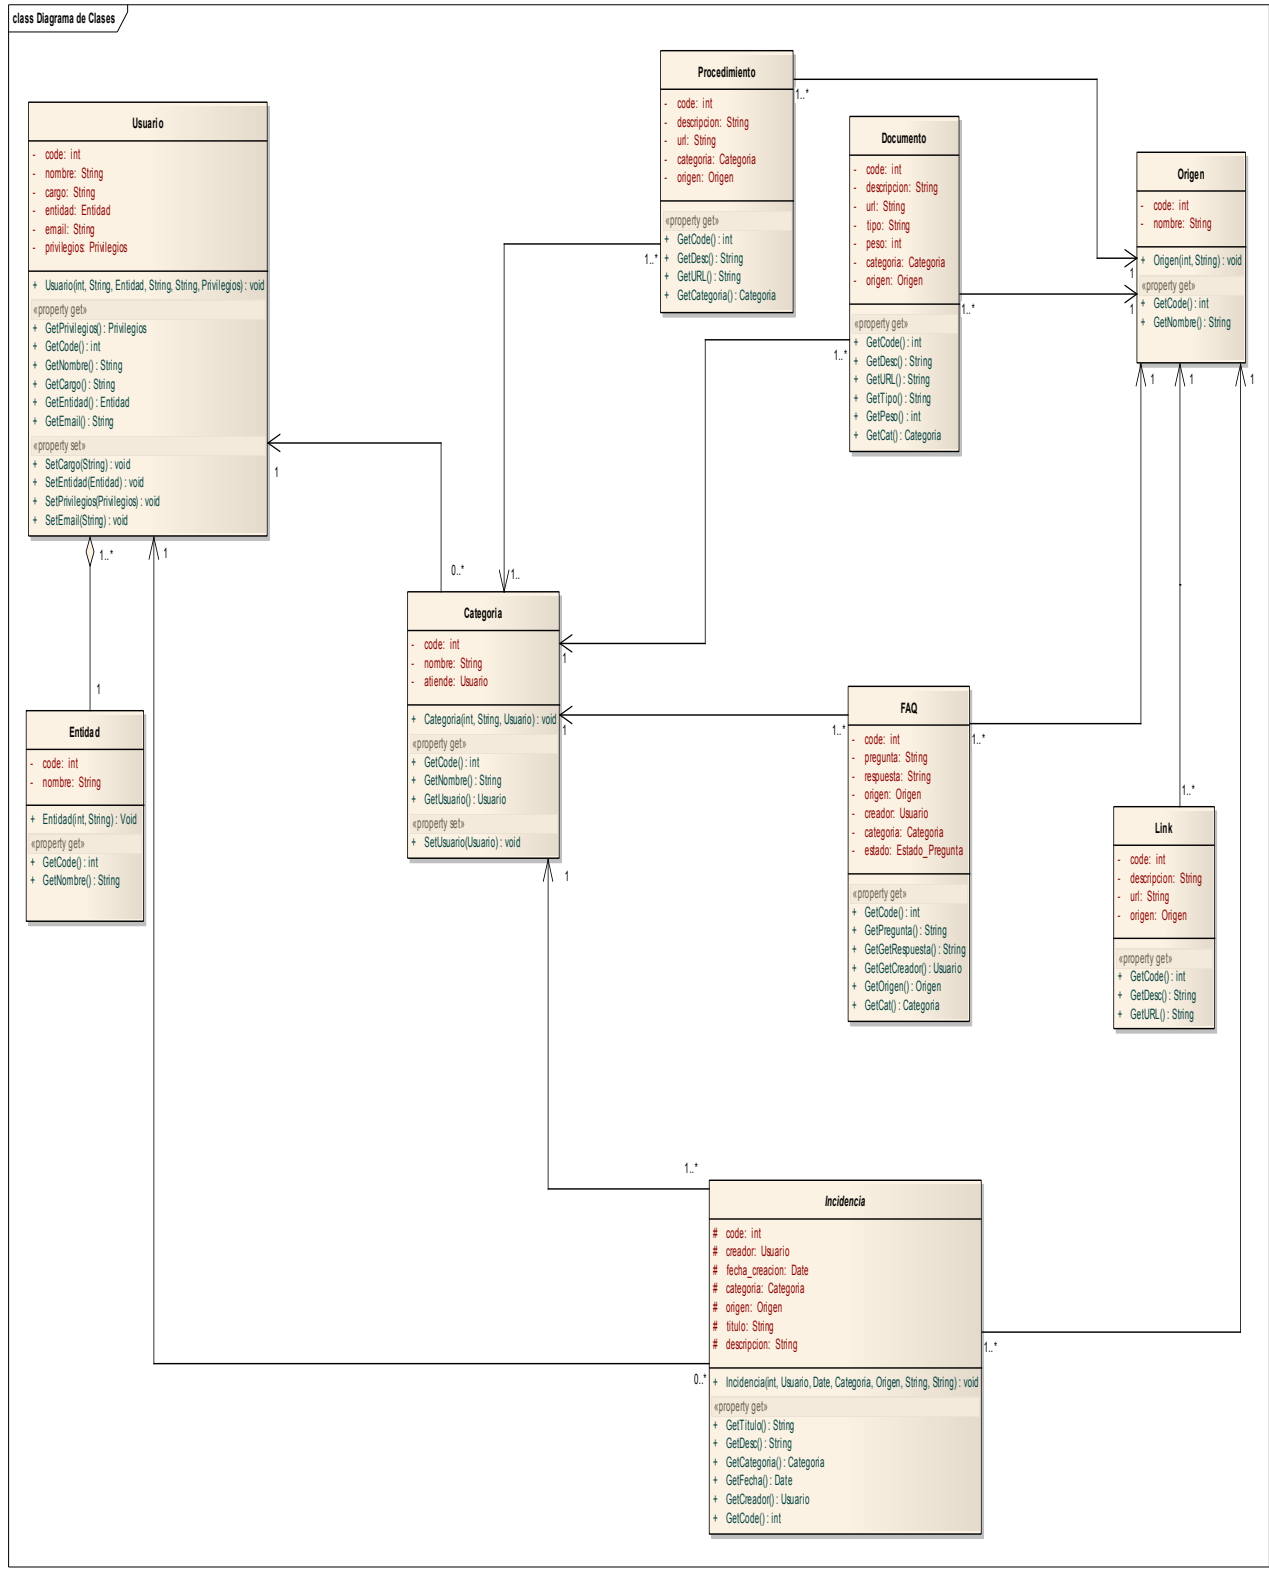 class Diagrama de Clases
Usuario
- code: int
- nombre: String
- cargo: String
- entidad: Entidad
- email: String
- privilegios: Privilegios
+ Usuario(int, String, Entidad, String, String, Privilegios) : void
«property get»
+ GetPrivilegios() : Privilegios
+ GetCode() : int
+ GetNombre() : String
+ GetCargo() : String
+ GetEntidad() : Entidad
+ GetEmail() : String
«property set»
+ SetCargo(String) : void
+ SetEntidad(Entidad) : void
+ SetPrivilegios(Privilegios) : void
+ SetEmail(String) : void
1
1..*
1
1
Entidad
- code: int
- nombre: String
+ Entidad(int, String) : Void
«property get»
+ GetCode() : int
+ GetNombre() : String
Procedimiento
- code: int
- descripcion: String
- url: String
- categoria: Categoria
- origen: Origen
«property get»
+ GetCode() : int
+ GetDesc() : String
+ GetURL() : String
+ GetCategoria() : Categoria
1..*
1..*
Documento
- code: int
- descripcion: String
- url: String
- tipo: String
- peso: int
- categoria: Categoria
- origen: Origen
«property get»
+ GetCode() : int
+ GetDesc() : String
+ GetURL() : String
+ GetTipo() : String
+ GetPeso() : int
+ GetCat() : Categoria
1..*
1..*
Origen
- code: int
- nombre: String
+ Origen(int, String) : void
«property get»
+ GetCode() : int
+ GetNombre() : String
1
1
1
1
1
0..*
1..
Categoria
- code: int
- nombre: String
- atiende: Usuario
+ Categoria(int, String, Usuario) : void
«property get»
+ GetCode() : int
+ GetNombre() : String
+ GetUsuario() : Usuario
«property set»
+ SetUsuario(Usuario) : void
1
1
1
FAQ
- code: int
- pregunta: String
- respuesta: String
- origen: Origen
- creador: Usuario
- categoria: Categoria
- estado: Estado_Pregunta
«property get»
+ GetCode() : int
+ GetPregunta() : String
+ GetGetRespuesta() : String
+ GetGetCreador() : Usuario
+ GetOrigen() : Origen
+ GetCat() : Categoria
1..*
1..*
1..*
Link
- code: int
- descripcion: String
- url: String
- origen: Origen
«property get»
+ GetCode() : int
+ GetDesc() : String
+ GetURL() : String
1..*
Incidencia
# code: int
# creador: Usuario
# fecha_creacion: Date
# categoria: Categoria
# origen: Origen
# titulo: String
# descripcion: String
+ Incidencia(int, Usuario, Date, Categoria, Origen, String, String) : void
«property get»
+ GetTitulo() : String
+ GetDesc() : String
+ GetCategoria() : Categoria
+ GetFecha() : Date
+ GetCreador() : Usuario
+ GetCode() : int
0..*
1..*